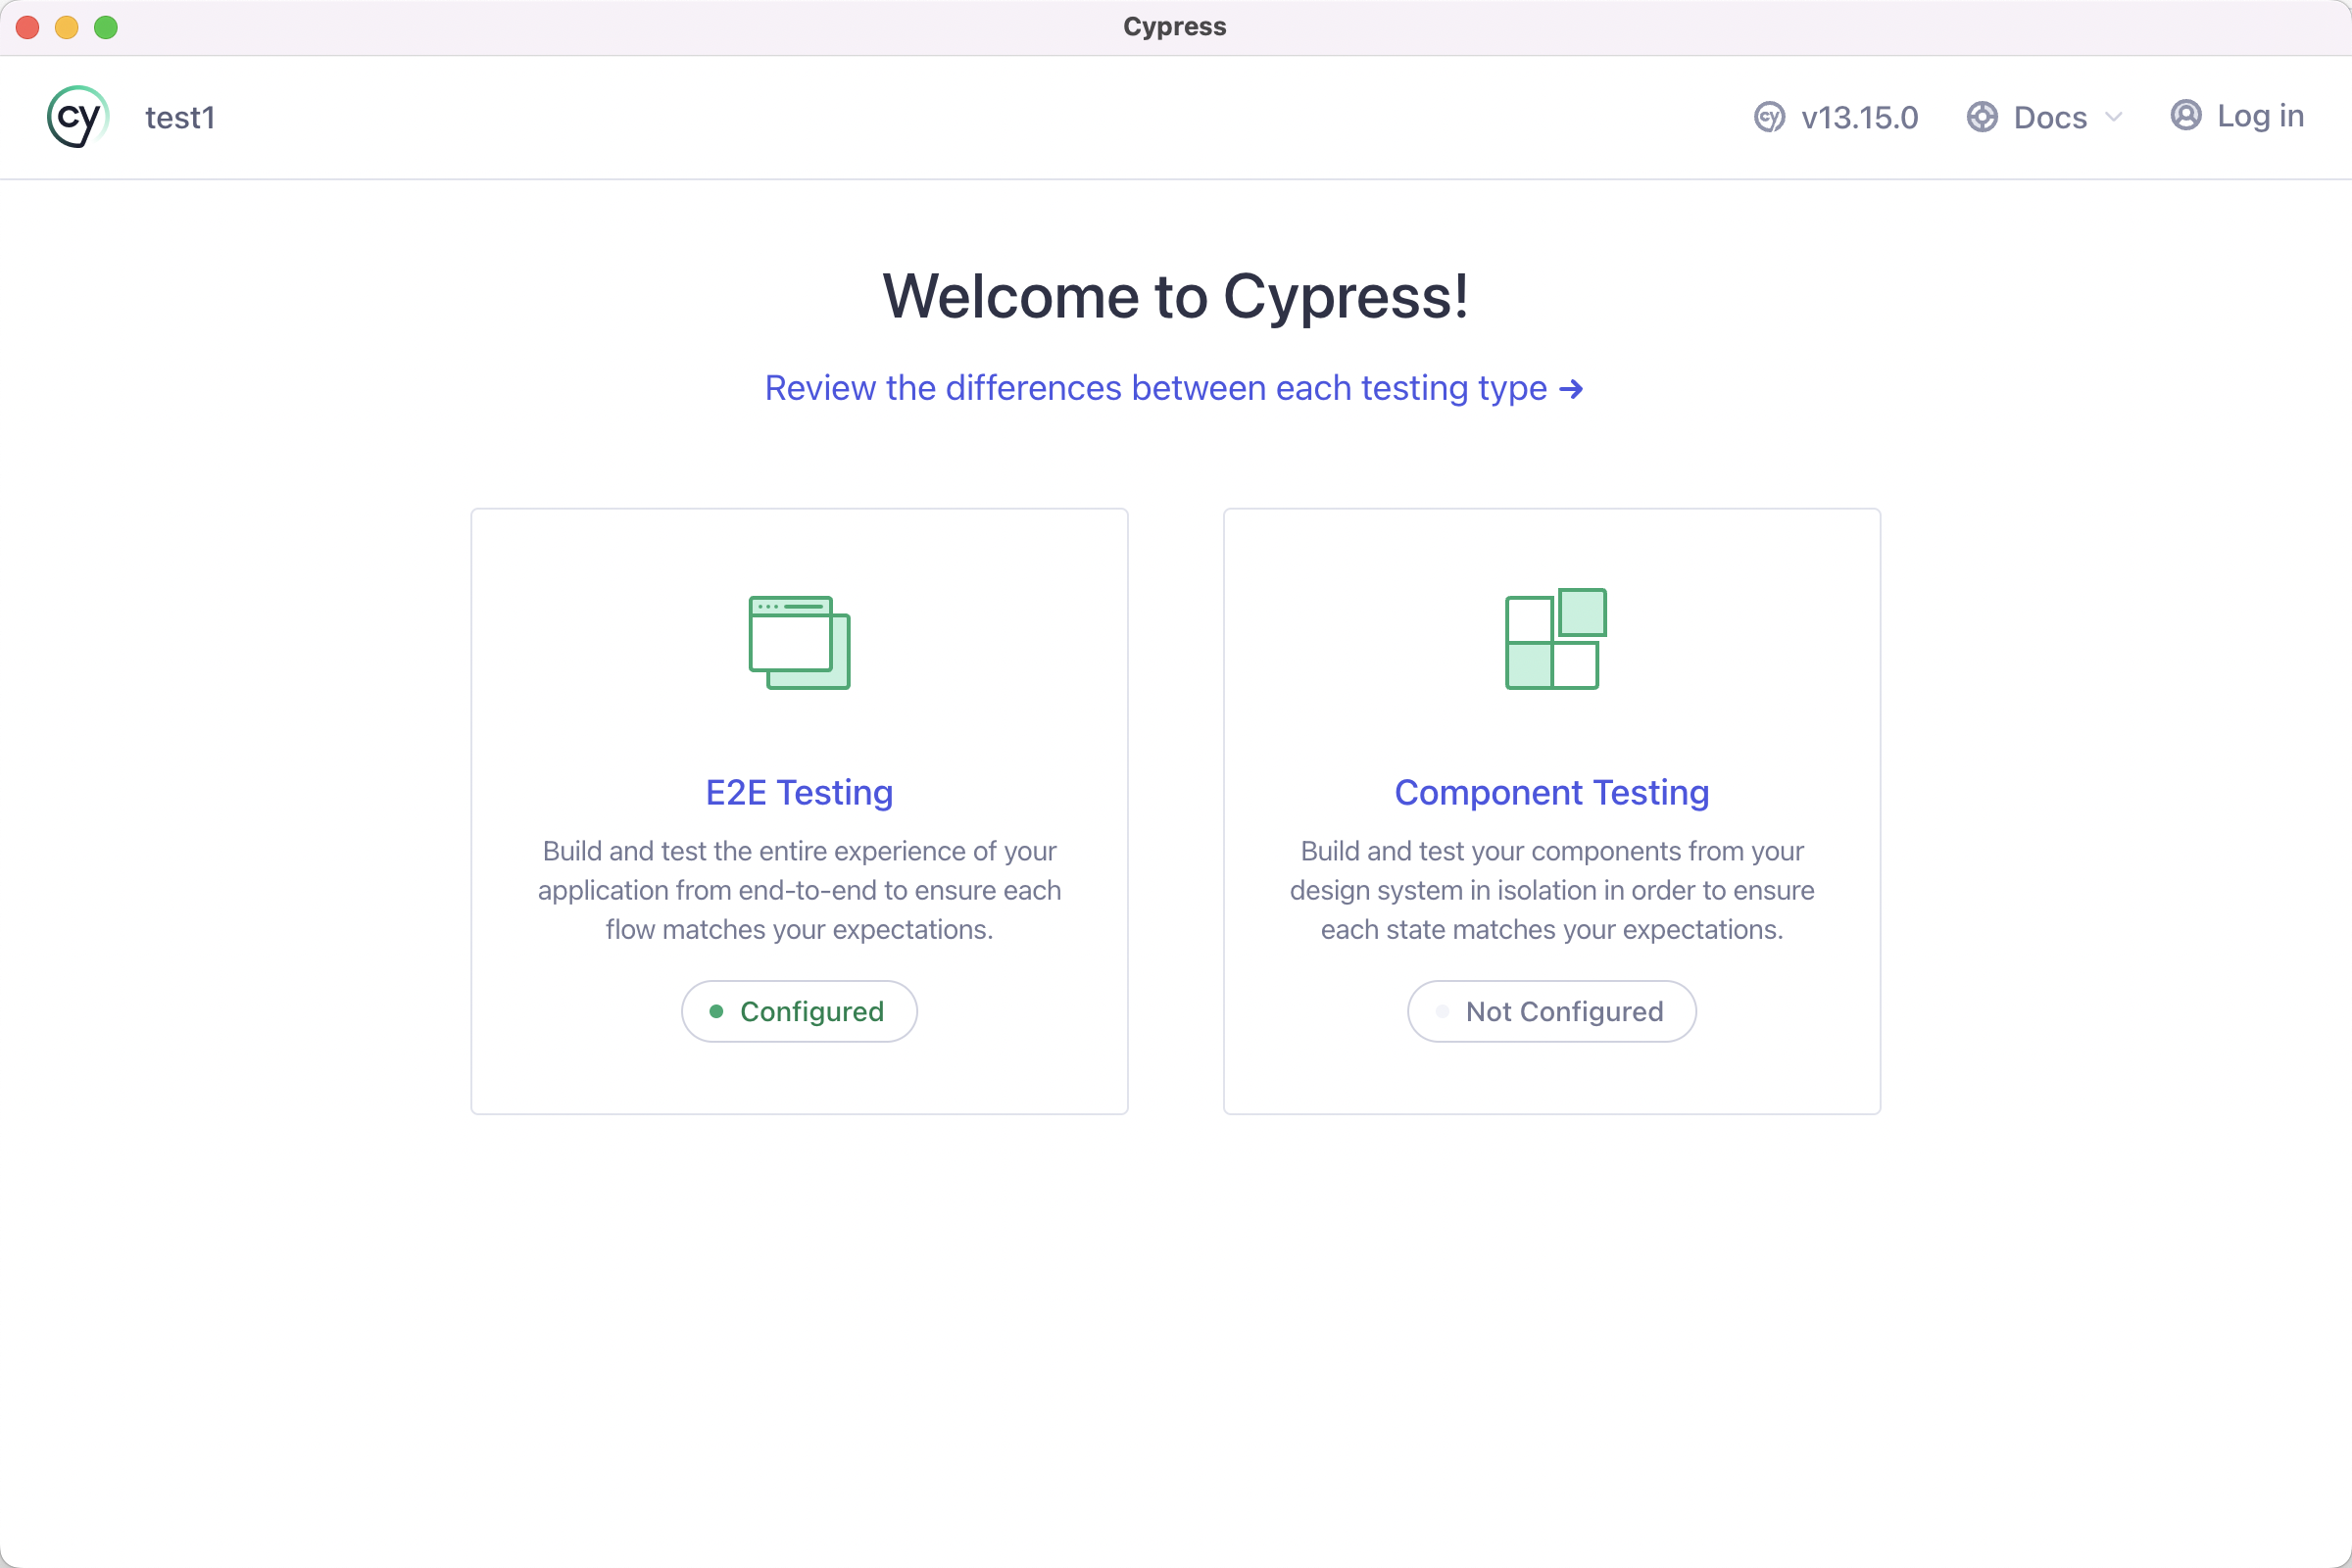 Cypress
cy test1
cy v13.15.0 Docs Log in
Welcome to Cypress!
Review the differences between each testing type →
E2E Testing
Build and test the entire experience of your
application from end-to-end to ensure each
flow matches your expectations.
Configured
Component Testing
Build and test your components from your
design system in isolation in order to ensure
each state matches your expectations.
Not Configured